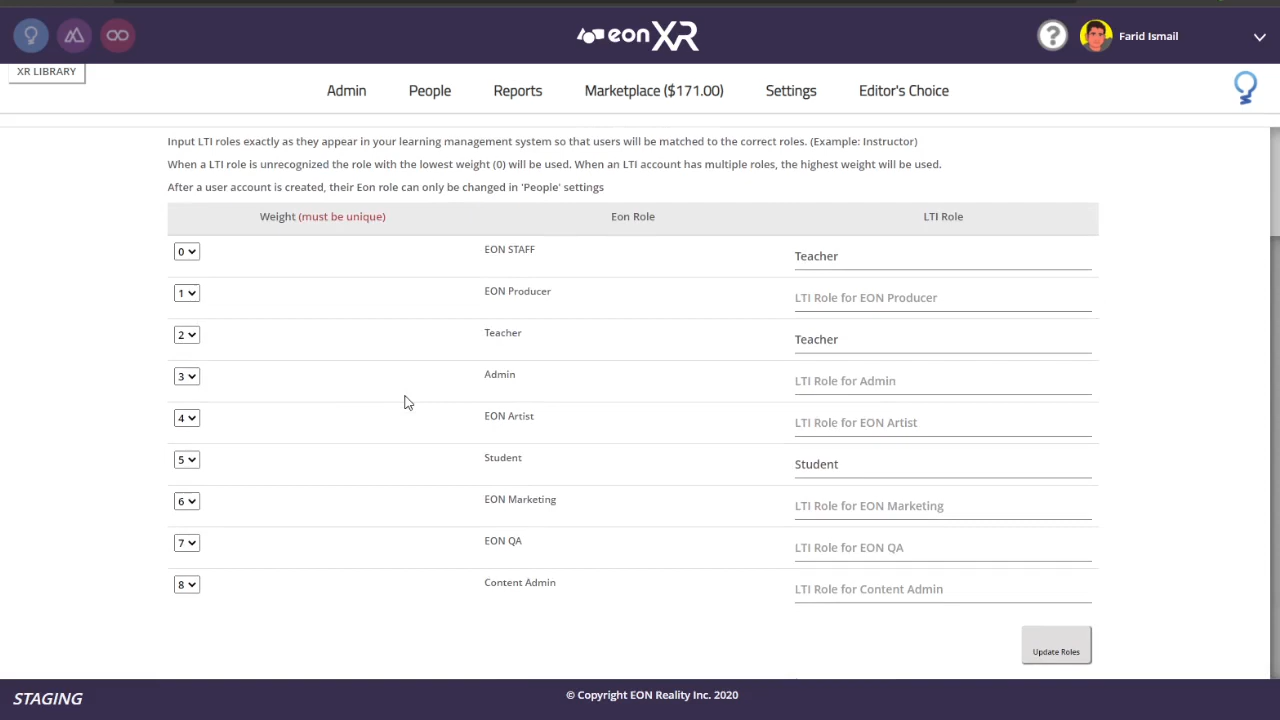 eonXR
Farid Ismail
XR LIBRARY
Admin
People
Reports
Marketplace ($171.00)
Settings
Editor's Choice
Input LTI roles exactly as they appear in your learning management system so that users will be matched to the correct roles. (Example: Instructor)
When a LTI role is unrecognized the role with the lowest weight (0) will be used. When an LTI account has multiple roles, the highest weight will be used.
After a user account is created, their Eon role can only be changed in 'People' settings
Weight (must be unique) Eon Role LTI Role
0 EON STAFF Teacher
1 EON Producer LTI Role for EON Producer
2 Teacher Teacher
3 Admin LTI Role for Admin
4 EON Artist LTI Role for EON Artist
5 Student Student
6 EON Marketing LTI Role for EON Marketing
7 EON QA LTI Role for EON QA
8 Content Admin LTI Role for Content Admin
Update Roles
STAGING
© Copyright EON Reality Inc. 2020